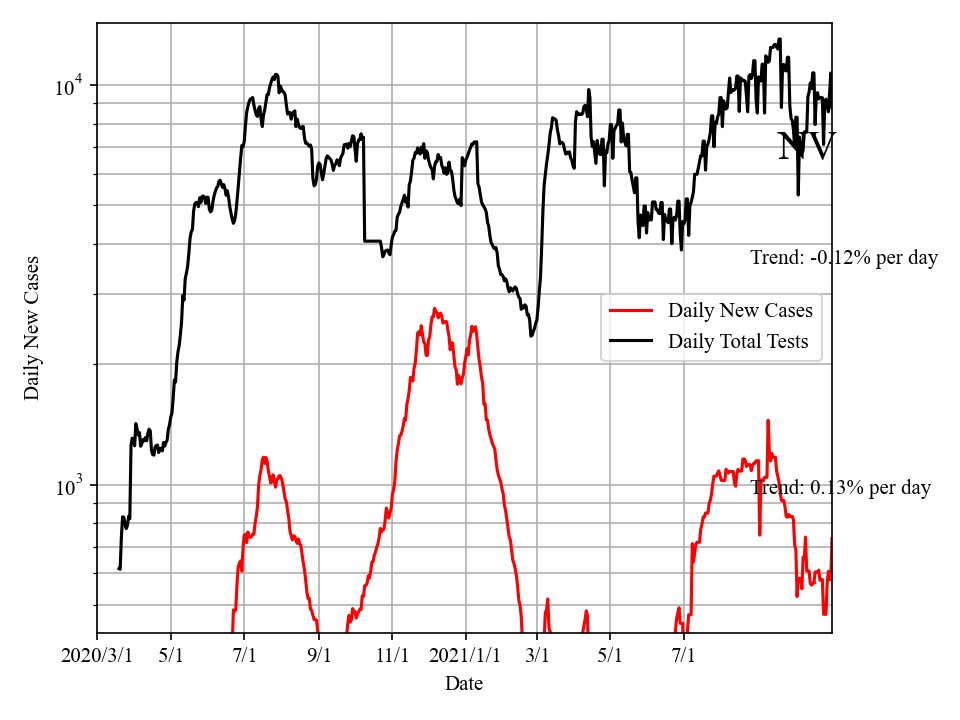 10^4
NV
Trend: -0.12% per day
Daily New Cases
Daily New Cases
Daily Total Tests
10^3
Trend: 0.13% per day
2020/3/1 5/1 7/1 9/1 11/1 2021/1/1 3/1 5/1 7/1
Date